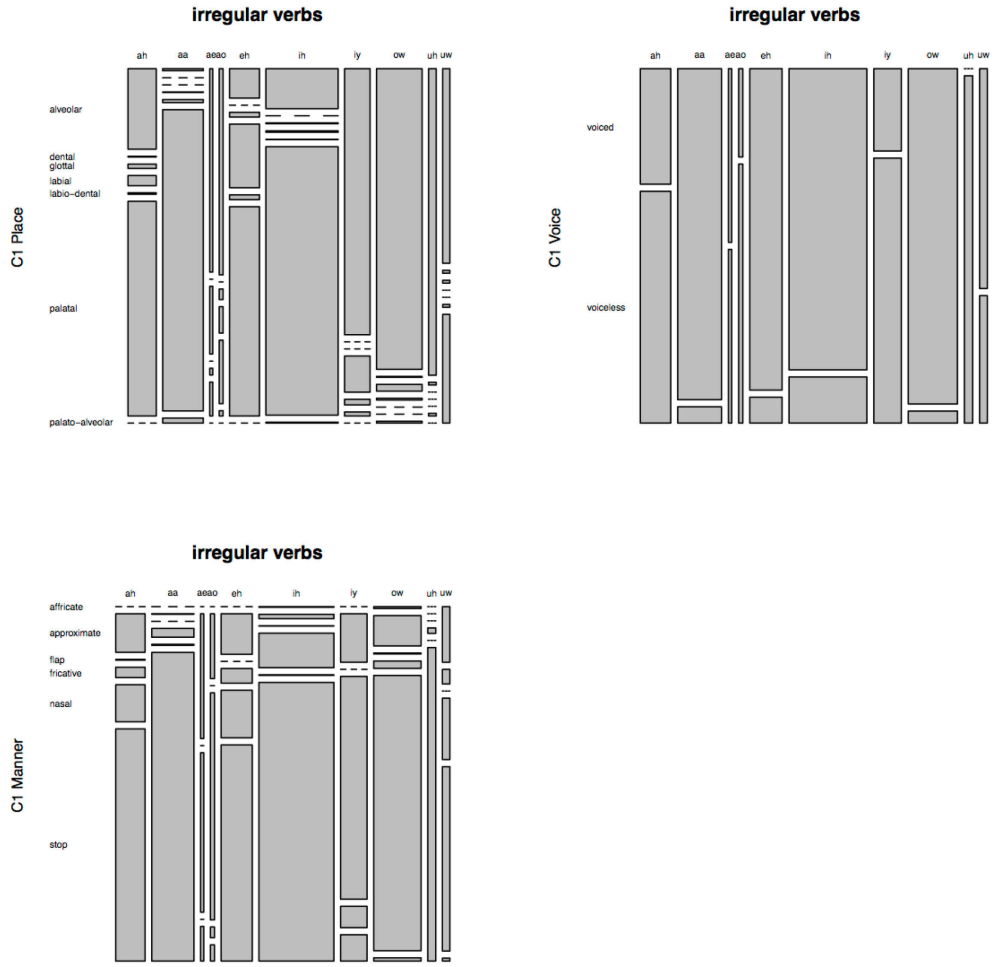 irregular verbs
ah aa aeao eh ih iy ow uh uw
alveolar
dental
glottal
labial
labio-dental
palatal
palato-alveolar
C1 Place
irregular verbs
ah aa aeao eh ih iy ow uh uw
voiced
voiceless
C1 Voice
irregular verbs
ah aa aeao eh ih iy ow uh uw
affricate
approximate
flap
fricative
nasal
stop
C1 Manner